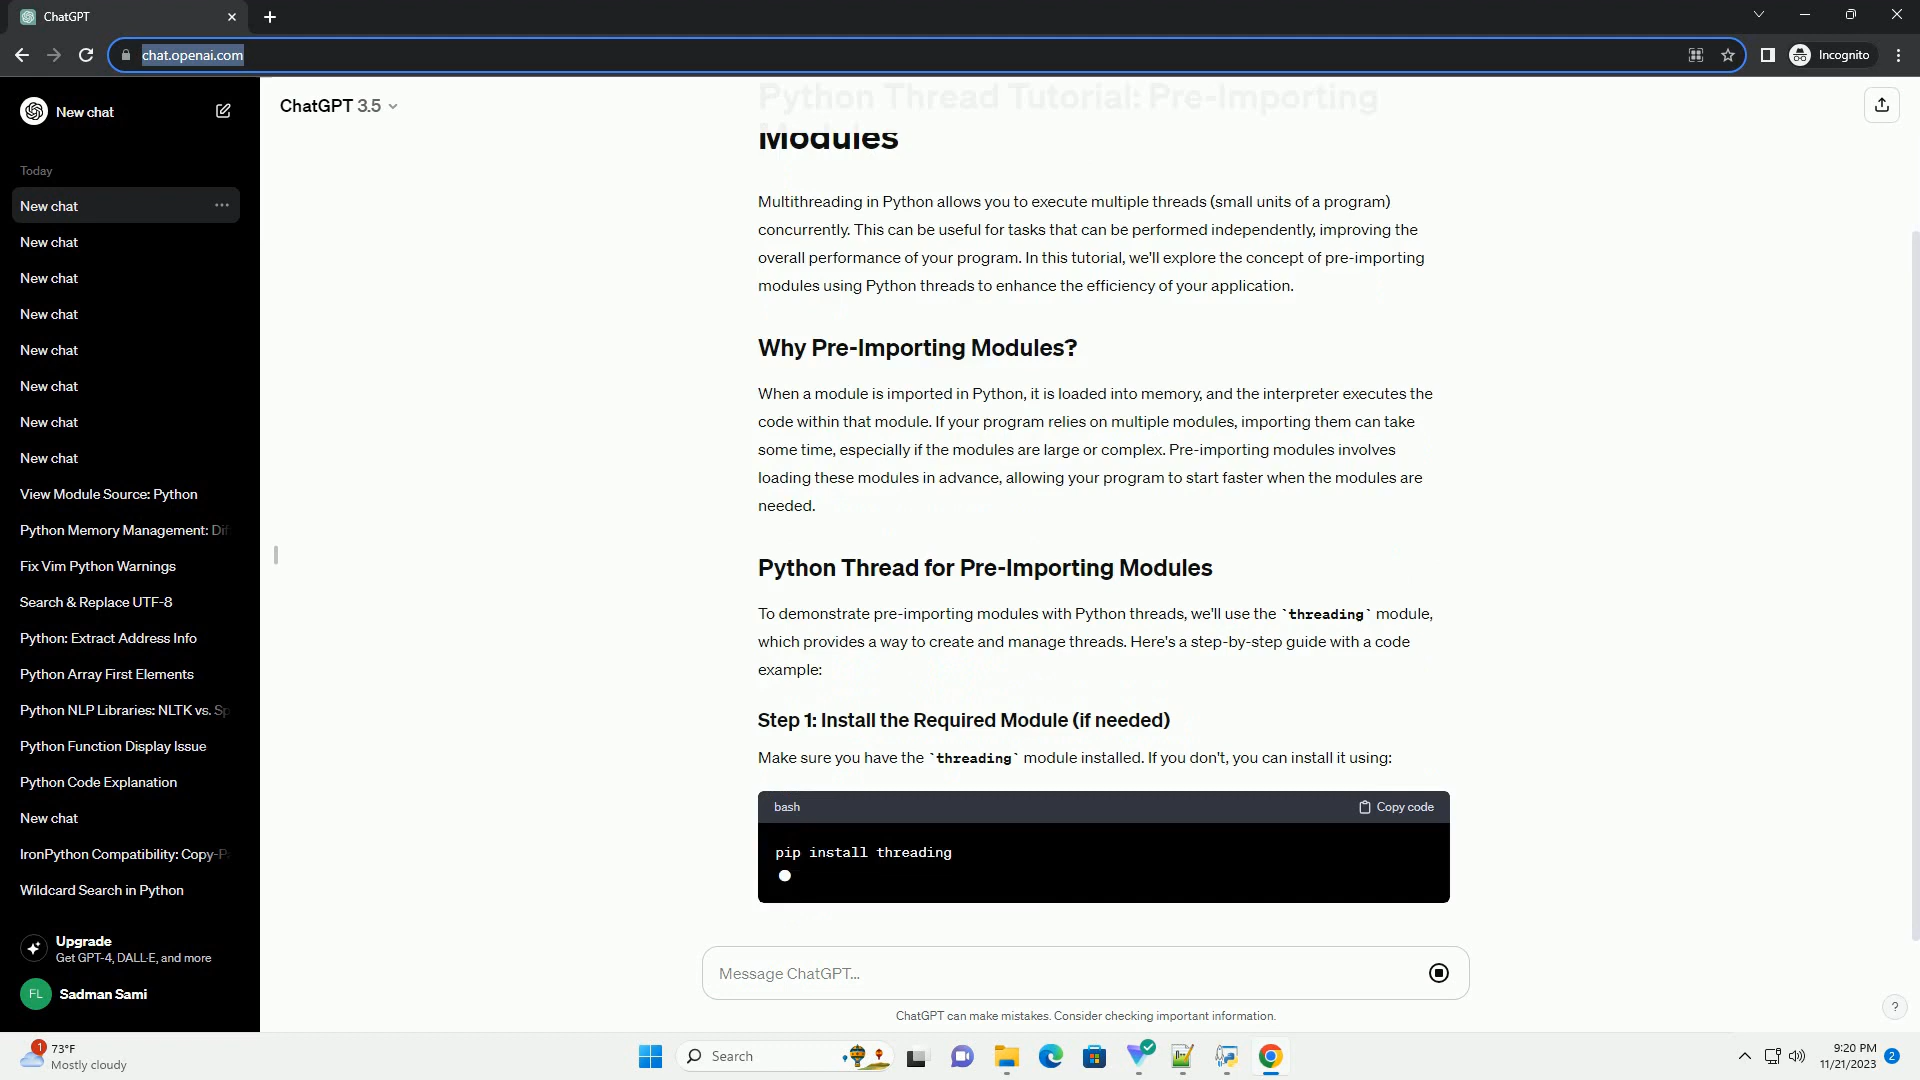 ChatGPT
chat.openai.com
Incognito
New chat
Today
New chat
New chat
New chat
New chat
New chat
New chat
New chat
New chat
View Module Source: Python
Python Memory Management: Dif
Fix Vim Python Warnings
Search & Replace UTF-8
Python: Extract Address Info
Python Array First Elements
Python NLP Libraries: NLTK vs. Sp
Python Function Display Issue
Python Code Explanation
New chat
IronPython Compatibility: Copy-P
Wildcard Search in Python
Upgrade
Get GPT-4, DALL·E, and more
FL
Sadman Sami
ChatGPT 3.5
Python Thread Tutorial: Pre-Importing
Modules
Multithreading in Python allows you to execute multiple threads (small units of a program)
concurrently. This can be useful for tasks that can be performed independently, improving the
overall performance of your program. In this tutorial, we'll explore the concept of pre-importing
modules using Python threads to enhance the efficiency of your application.
Why Pre-Importing Modules?
When a module is imported in Python, it is loaded into memory, and the interpreter executes the
code within that module. If your program relies on multiple modules, importing them can take
some time, especially if the modules are large or complex. Pre-importing modules involves
loading these modules in advance, allowing your program to start faster when the modules are
needed.
Python Thread for Pre-Importing Modules
To demonstrate pre-importing modules with Python threads, we'll use the `threading` module,
which provides a way to create and manage threads. Here's a step-by-step guide with a code
example:
Step 1: Install the Required Module (if needed)
Make sure you have the `threading` module installed. If you don't, you can install it using:
bash
Copy code
pip install threading
Message ChatGPT...
ChatGPT can make mistakes. Consider checking important information.
?
1
73°F
Mostly cloudy
Search
9:20 PM
11/21/2023
2